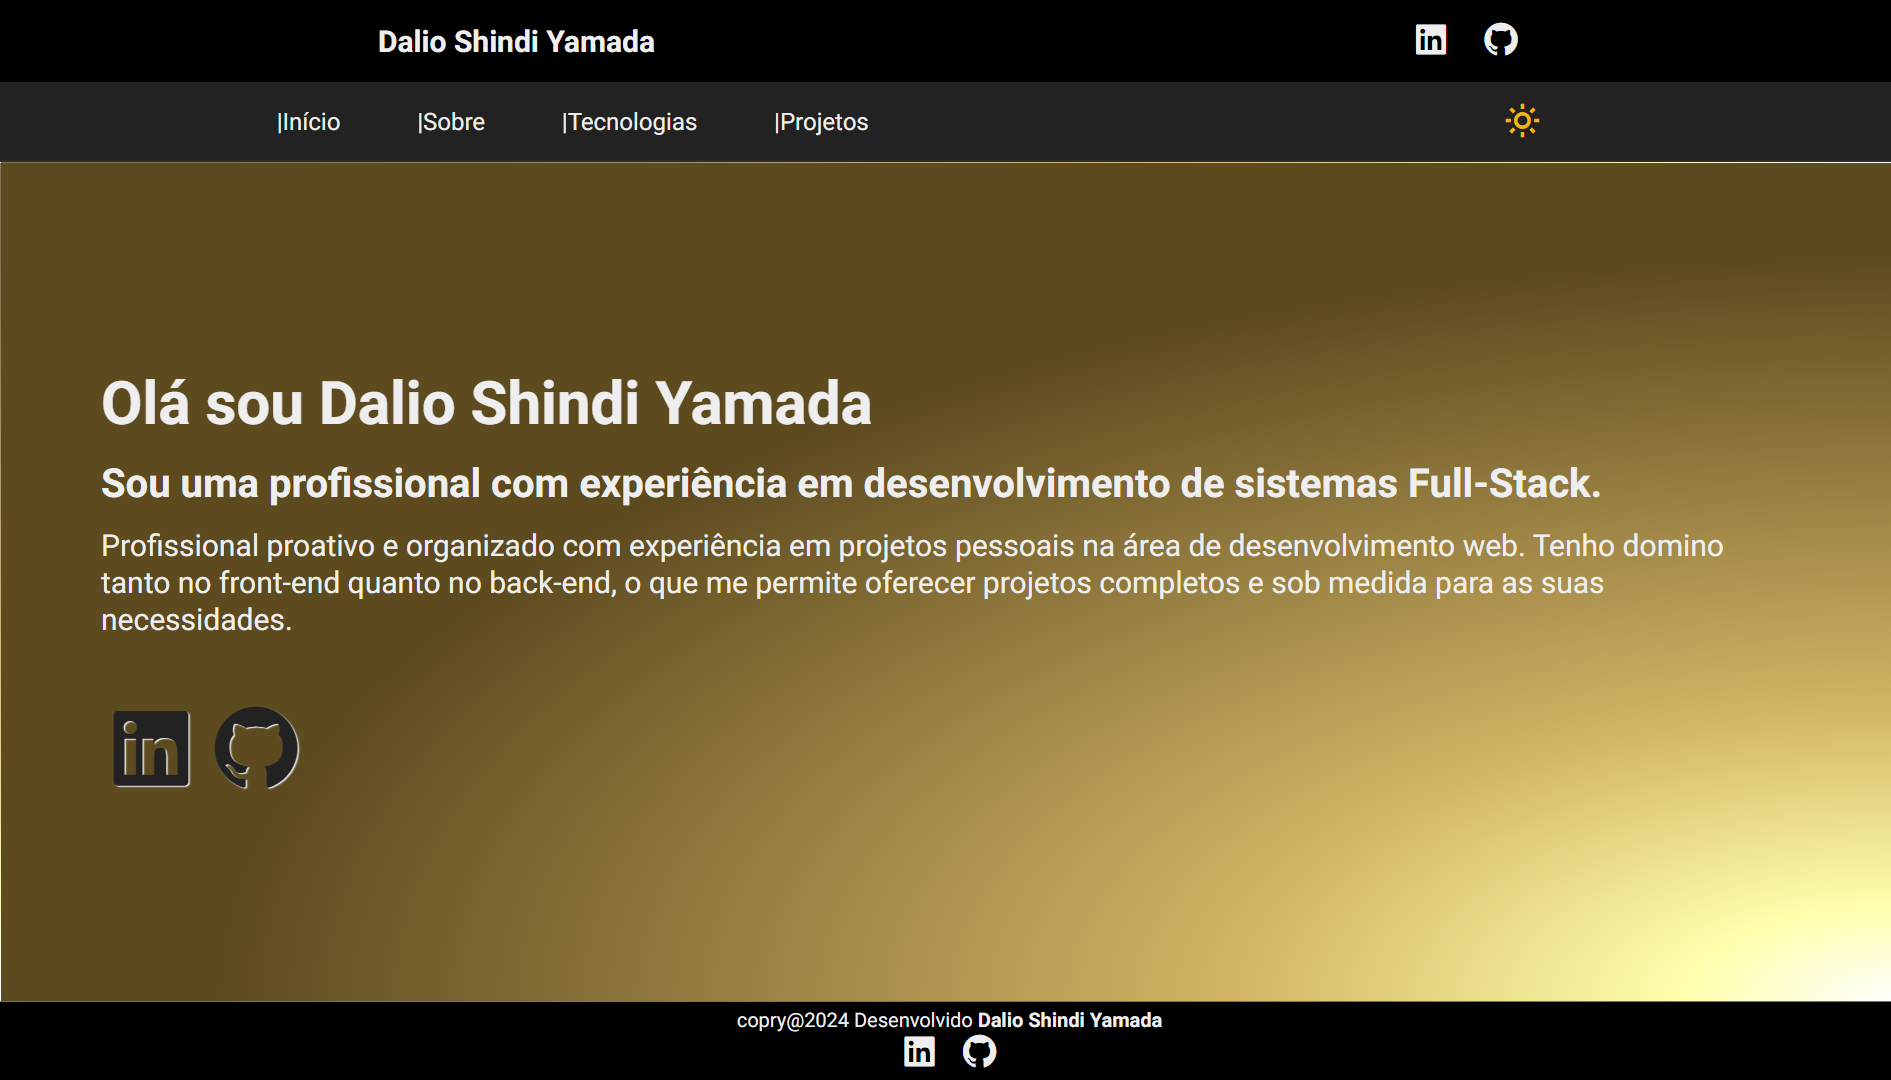 Dalio Shindi Yamada
|Início |Sobre |Tecnologias |Projetos
Olá sou Dalio Shindi Yamada
Sou uma profissional com experiência em desenvolvimento de sistemas Full-Stack.
Profissional proativo e organizado com experiência em projetos pessoais na área de desenvolvimento web. Tenho domino
tanto no front-end quanto no back-end, o que me permite oferecer projetos completos e sob medida para as suas
necessidades.
copry@2024 Desenvolvido Dalio Shindi Yamada